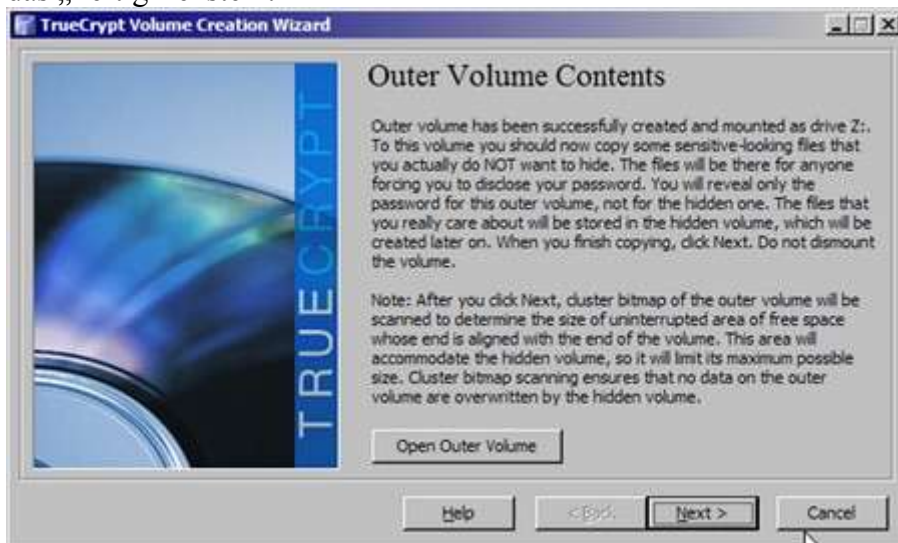 TrueCrypt Volume Creation Wizard
TRUECRYPT
Outer Volume Contents
Outer volume has been successfully created and mounted as drive Z:.
To this volume you should now copy some sensitive-looking files that
you actually do NOT want to hide. The files will be there for anyone
forcing you to disclose your password. You will reveal only the
password for this outer volume, not for the hidden one. The files that
you really care about will be stored in the hidden volume, which will be
created later on. When you finish copying, click Next. Do not dismount
the volume.
Note: After you click Next, cluster bitmap of the outer volume will be
scanned to determine the size of uninterrupted area of free space
whose end is aligned with the end of the volume. This area will
accommodate the hidden volume, so it will limit its maximum possible
size. Cluster bitmap scanning ensures that no data on the outer
volume are overwritten by the hidden volume.
Open Outer Volume
Help
< Back
Next >
Cancel